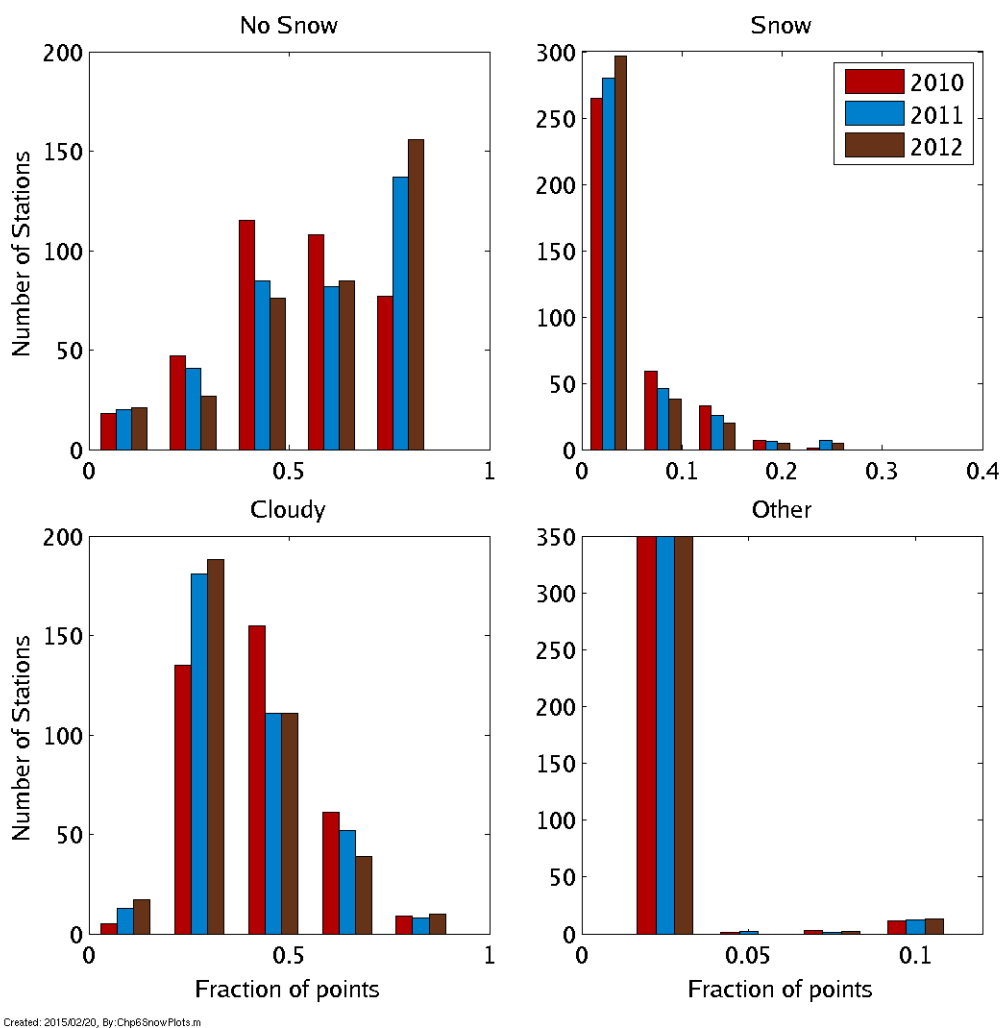 No Snow
200
150
100
50
0
0 0.5 1
Number of Stations
Snow
300
250
200
150
100
50
0
0 0.1 0.2 0.3 0.4
2010
2011
2012
Cloudy
200
150
100
50
0
0 0.5 1
Number of Stations
Fraction of points
Other
350
300
250
200
150
100
50
0
0 0.05 0.1
Fraction of points
Created: 2015/02/20, By:Chp6SnowPlots.m